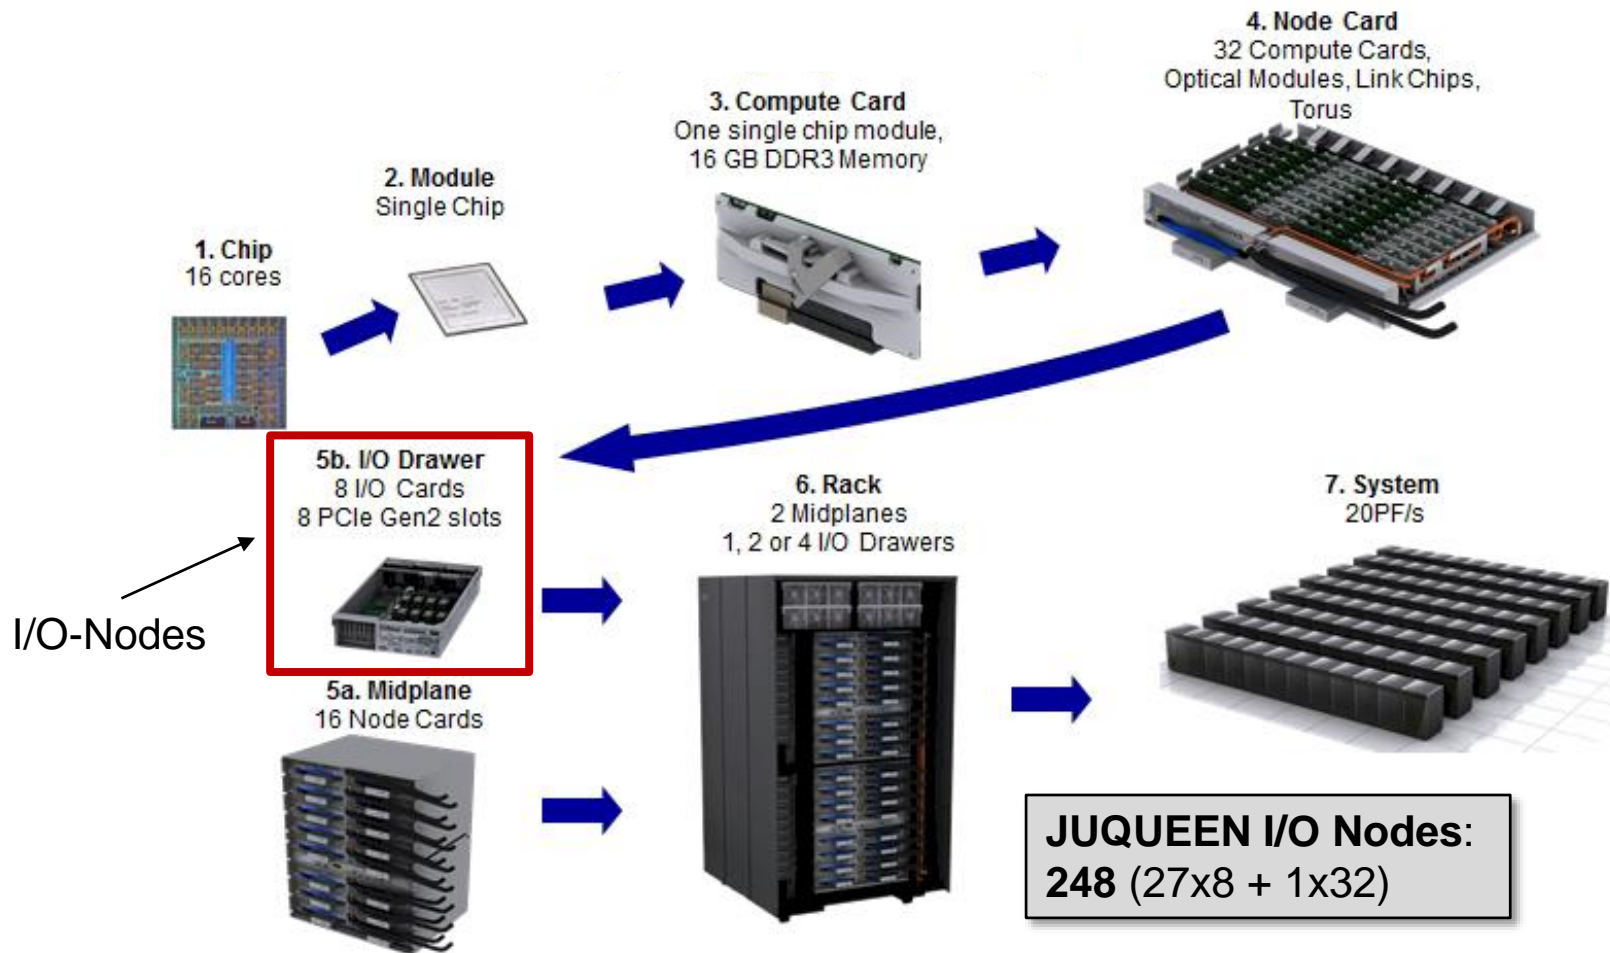 1. Chip
16 cores
2. Module
Single Chip
3. Compute Card
One single chip module,
16 GB DDR3 Memory
4. Node Card
32 Compute Cards,
Optical Modules, Link Chips,
Torus
5b. I/O Drawer
8 I/O Cards
8 PCIe Gen2 slots
I/O-Nodes
5a. Midplane
16 Node Cards
6. Rack
2 Midplanes
1, 2 or 4 I/O Drawers
7. System
20PF/s
JUQUEEN I/O Nodes:
248 (27x8 + 1x32)